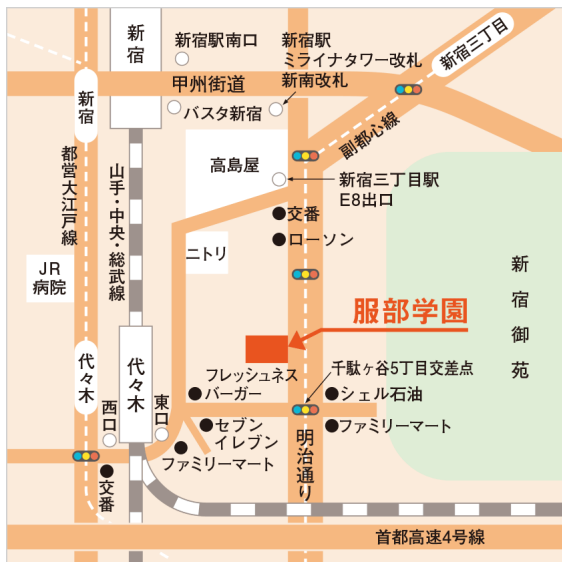 新宿
新宿駅南口
新宿駅
ミライナタワー改札
新南改札
新宿三丁目
甲州街道
バスタ新宿
新宿
副都心線
高島屋
新宿三丁目駅
E8出口
都営大江戸線
山手・中央・総武線
交番
ローソン
ニトリ
JR
病院
新宿御苑
服部学園
代々木
代々木
千駄ヶ谷5丁目交差点
フレッシュネス
バーガー
シェル石油
西口
東口
セブン
イレブン
ファミリーマート
明治通り
ファミリーマート
交番
首都高速4号線